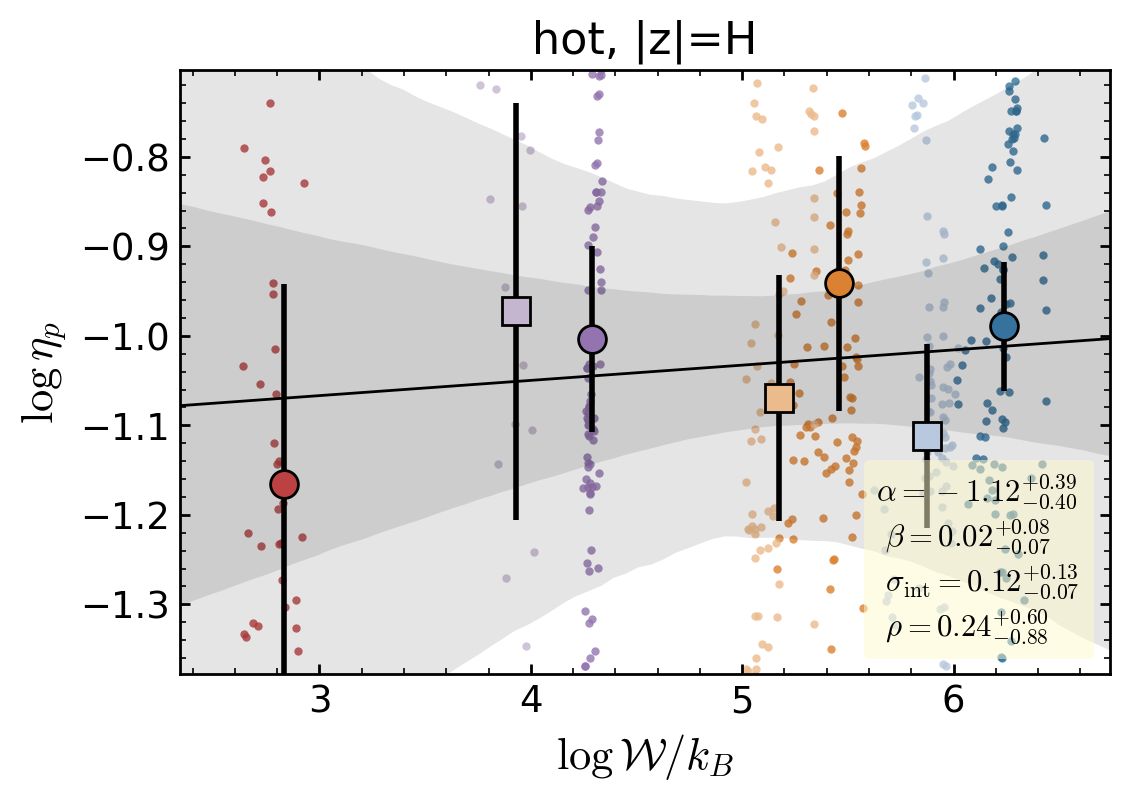 hot, |z|=H
−0.8
−0.9
−1.0
−1.1
−1.2
−1.3
log η_p
α = − 1.12^{+0.39}_{−0.40}
β = 0.02^{+0.08}_{−0.07}
σ_int = 0.12^{+0.13}_{−0.07}
ρ = 0.24^{+0.60}_{−0.88}
3 4 5 6
log 𝒲/k_B